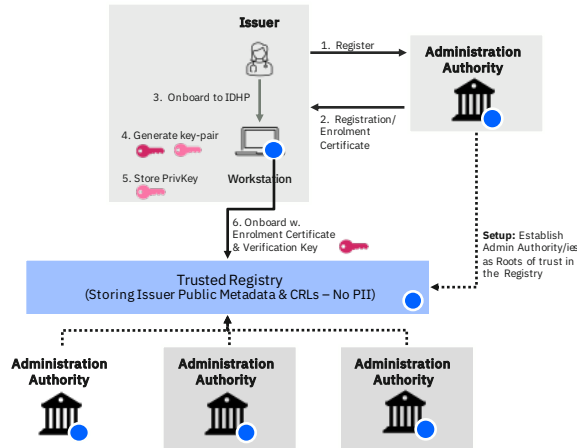 Issuer
1. Register
Administration
Authority
3. Onboard to IDHP
2. Registration/
Enrolment
Certificate
4. Generate key-pair
5. Store PrivKey
Workstation
6. Onboard w.
Enrolment Certificate
& Verification Key
Setup: Establish
Admin Authority/ies
as Roots of trust in
the Registry
Trusted Registry
(Storing Issuer Public Metadata & CRLs – No PII)
Administration
Authority
Administration
Authority
Administration
Authority